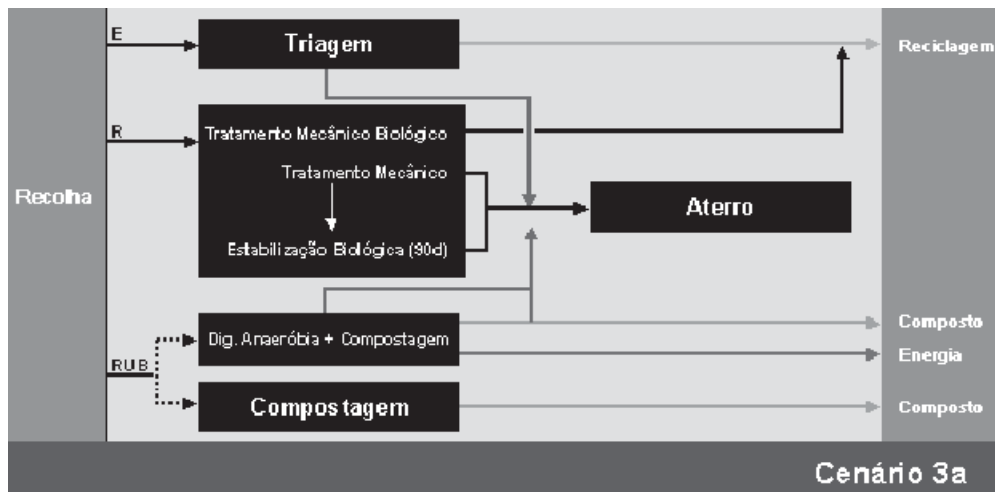 E
Triagem
Reciclagem
R
Tratamento Mecânico Biológico
Tratamento Mecânico
Recolha
Aterro
Estabilização Biológica (90d)
Dig. Anaeróbia + Compostagem
Composto
Energia
RUB
Compostagem
Composto
Cenário 3a